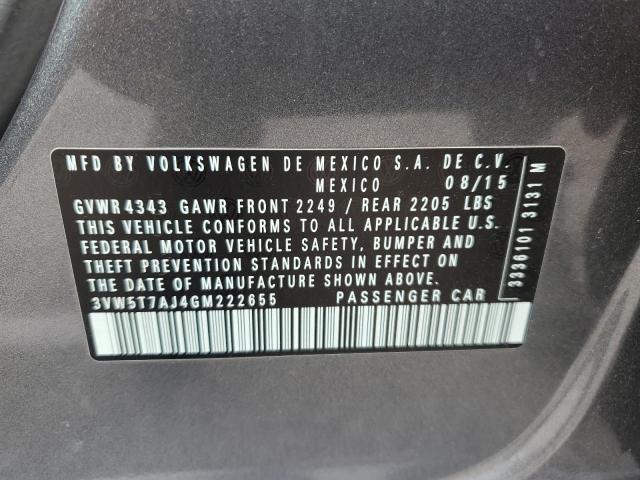 MFD BY VOLKSWAGEN DE MEXICO S.A. DE C.V.
MEXICO 08/15
GVWR 4343 GAWR FRONT 2249 / REAR 2205 LBS
THIS VEHICLE CONFORMS TO ALL APPLICABLE U.S.
FEDERAL MOTOR VEHICLE SAFETY, BUMPER AND
THEFT PREVENTION STANDARDS IN EFFECT ON
THE DATE OF MANUFACTURE SHOWN ABOVE.
3VW5T7AJ4GM222655 PASSENGER CAR
3336101 3131 M